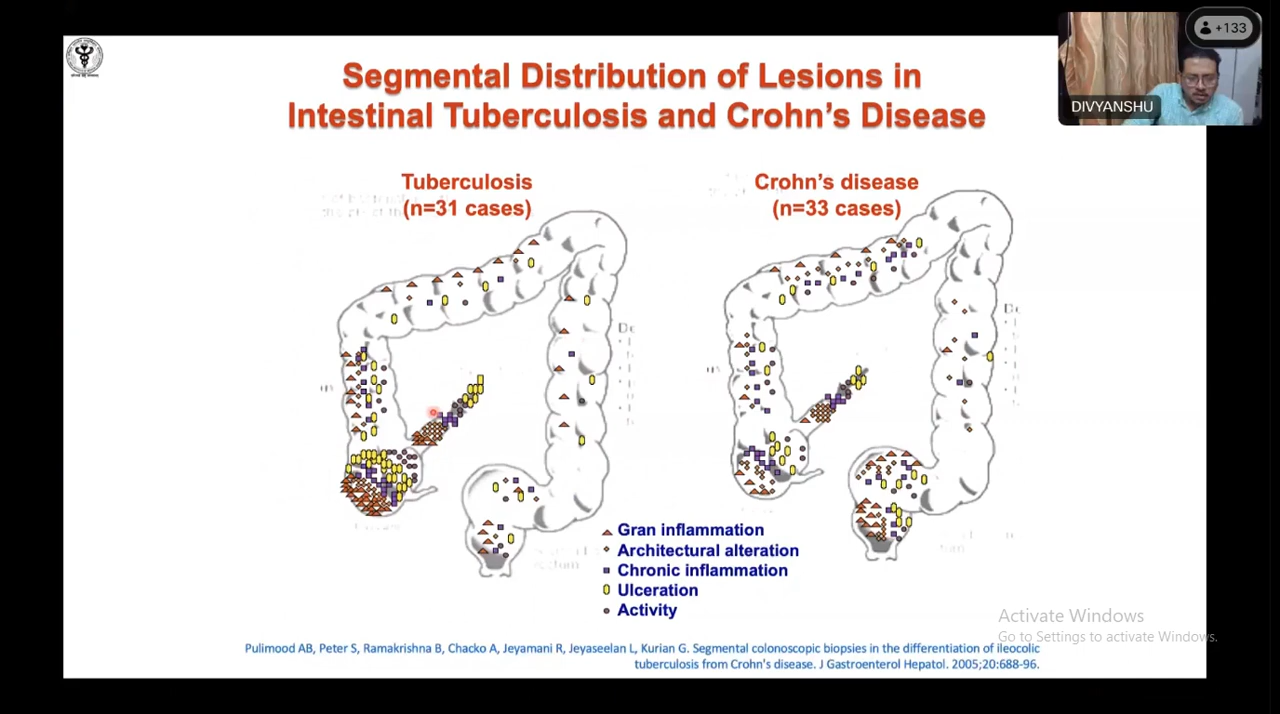 +133
DIVYANSHU
Segmental Distribution of Lesions in
Intestinal Tuberculosis and Crohn's Disease
Tuberculosis
(n=31 cases)
Crohn's disease
(n=33 cases)
Gran inflammation
Architectural alteration
Chronic inflammation
Ulceration
Activity
Activate Windows
Go to Settings to activate Windows.
Pulimood AB, Peter S, Ramakrishna B, Chacko A, Jeyamani R, Jeyaseelan L, Kurian G. Segmental colonoscopic biopsies in the differentiation of ileocolic
tuberculosis from Crohn's disease. J Gastroenterol Hepatol. 2005;20:688-96.